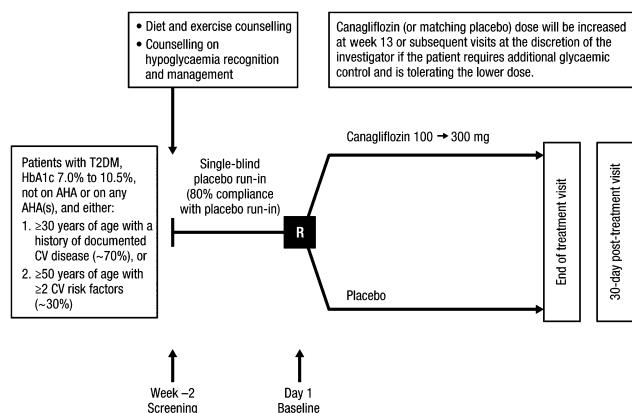 • Diet and exercise counselling
• Counselling on
hypoglycaemia recognition
and management
Canagliflozin (or matching placebo) dose will be increased
at week 13 or subsequent visits at the discretion of the
investigator if the patient requires additional glycaemic
control and is tolerating the lower dose.
Patients with T2DM,
HbA1c 7.0% to 10.5%,
not on AHA or on any
AHA(s), and either:
1. ≥30 years of age with a
history of documented
CV disease (~70%), or
2. ≥50 years of age with
≥2 CV risk factors
(~30%)
Single-blind
placebo run-in
(80% compliance
with placebo run-in)
R
Canagliflozin 100 → 300 mg
Placebo
End of treatment visit
30-day post-treatment visit
Week –2
Screening
Day 1
Baseline